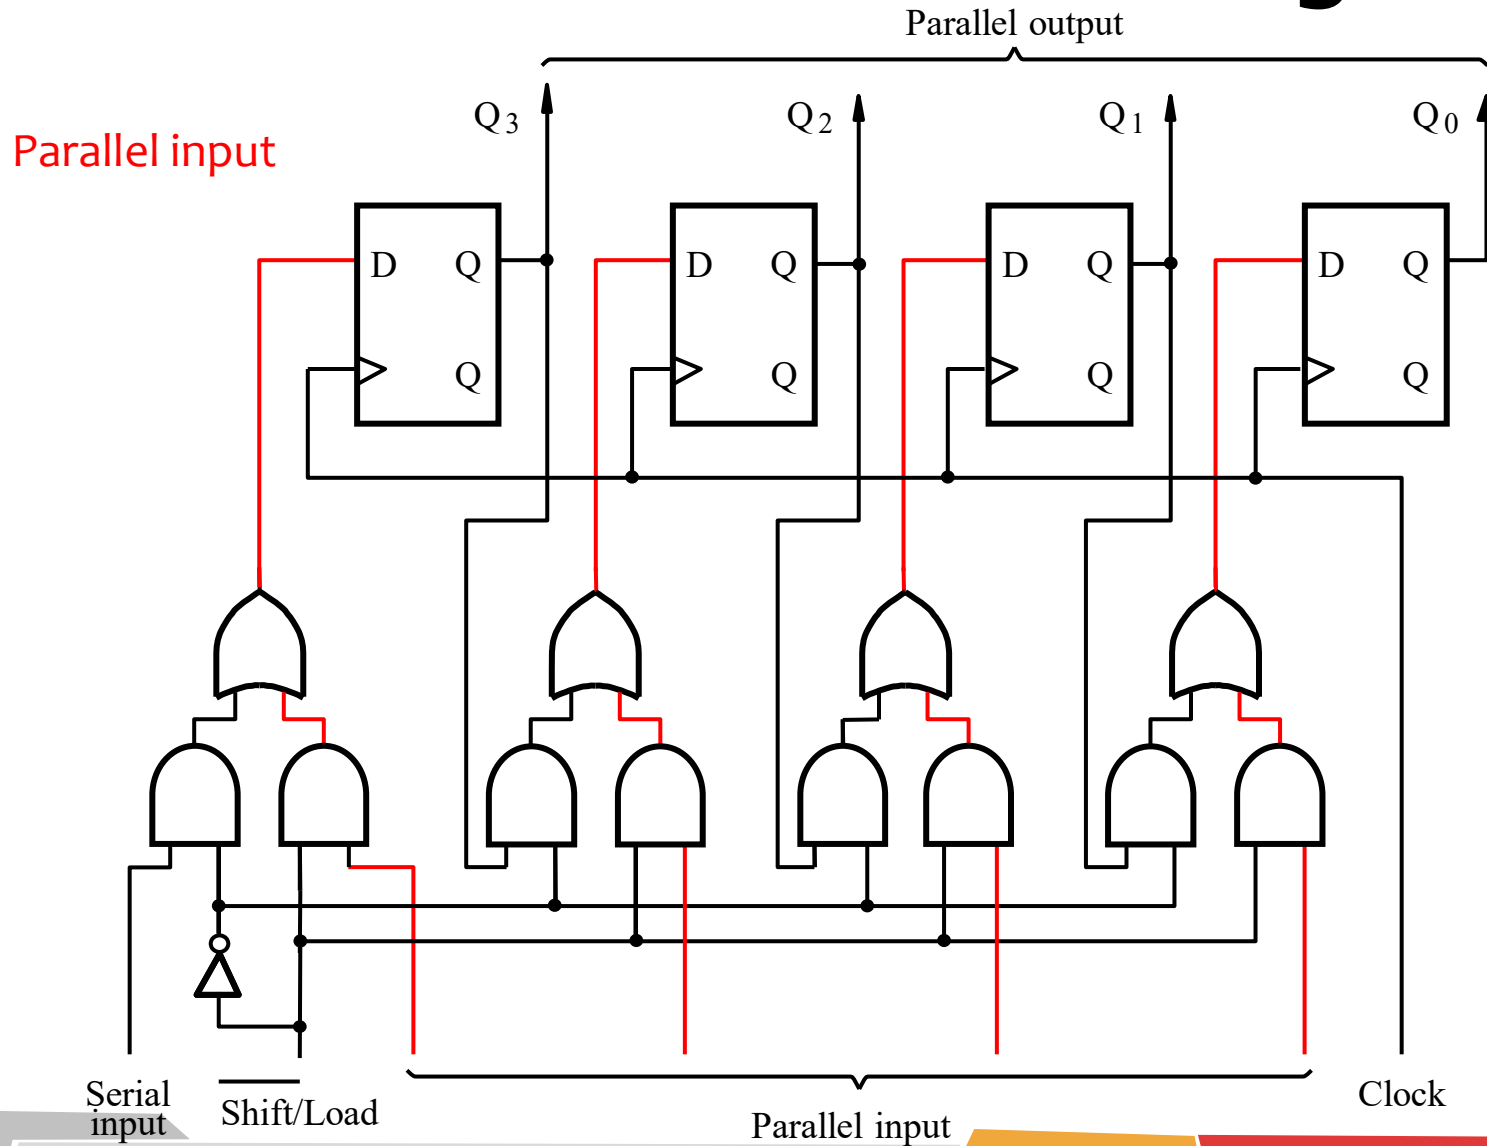 Parallel output
Q3 Q2 Q1 Q0
Parallel input
D Q D Q D Q D Q
Q Q Q Q
Serial
input
Shift/Load
Parallel input
Clock